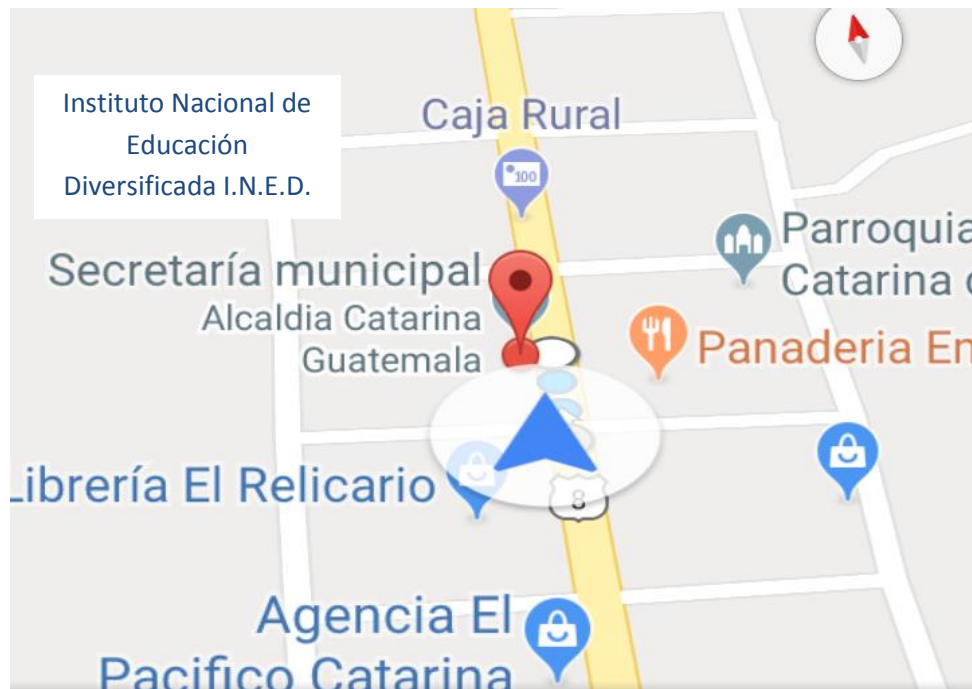 Instituto Nacional de
Educación
Diversificada I.N.E.D.
Caja Rural
100
Parroquia
Catarina
Secretaría municipal
Alcaldia Catarina
Guatemala
Panaderia
Librería El Relicario
8
Agencia El
Pacifico Catarina